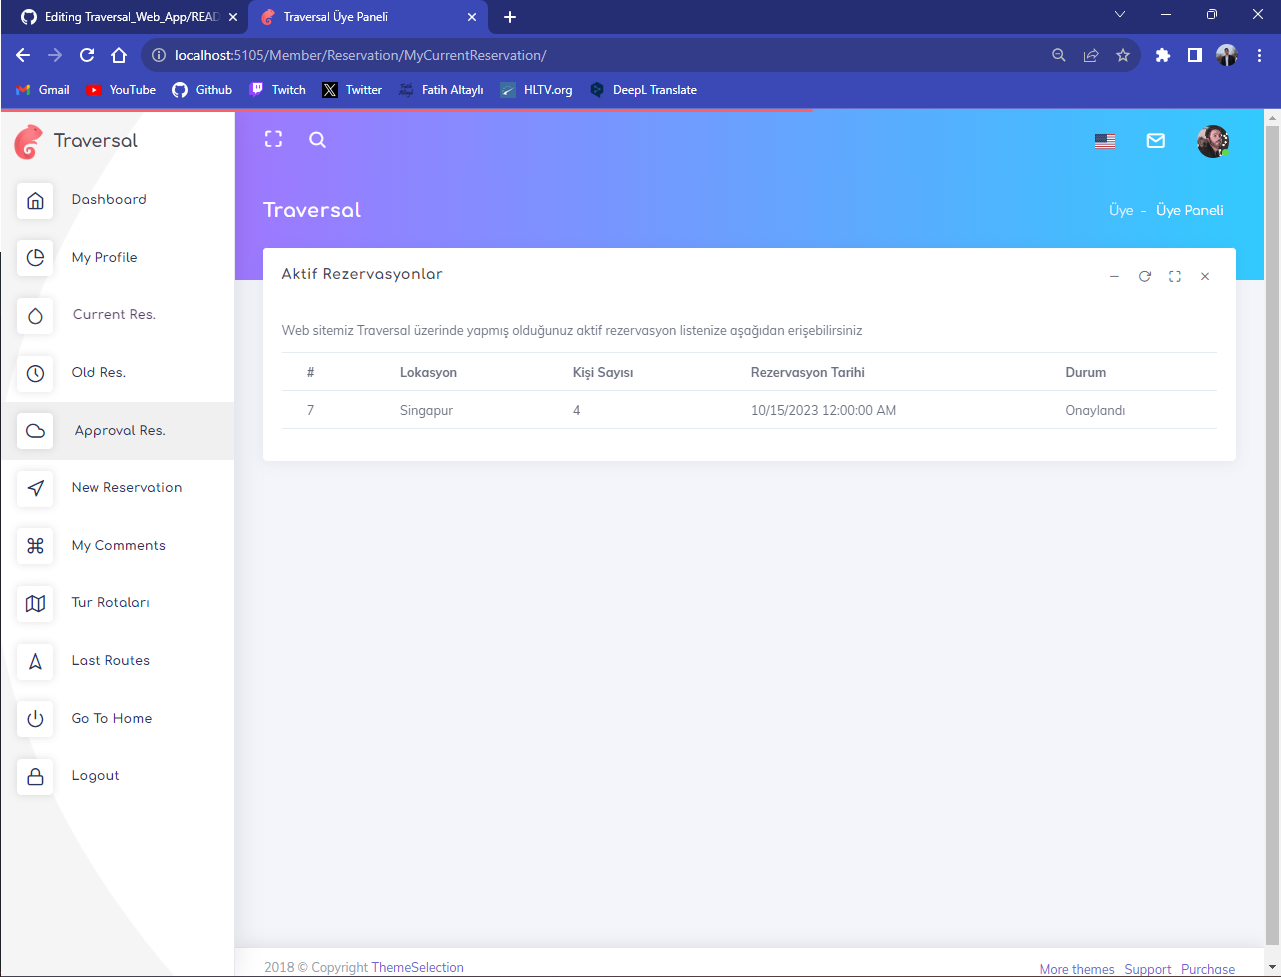 Editing Traversal_Web_App/READ
Traversal Üye Paneli
localhost:5105/Member/Reservation/MyCurrentReservation/
Gmail YouTube Github Twitch Twitter Fatih Altaylı HLTV.org DeepL Translate
Traversal
Dashboard
My Profile
Current Res.
Old Res.
Approval Res.
New Reservation
My Comments
Tur Rotaları
Last Routes
Go To Home
Logout
Traversal
Üye - Üye Paneli
Aktif Rezervasyonlar
Web sitemiz Traversal üzerinde yapmış olduğunuz aktif rezervasyon listenize aşağıdan erişebilirsiniz
# Lokasyon Kişi Sayısı Rezervasyon Tarihi Durum
7 Singapur 4 10/15/2023 12:00:00 AM Onaylandı
2018 © Copyright ThemeSelection
More themes Support Purchase